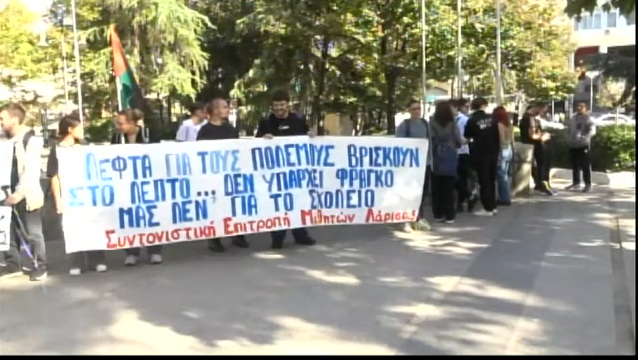 ΛΕΦΤΑ ΓΙΑ ΤΟΥΣ ΠΟΛΕΜΟΥΣ ΒΡΙΣΚΟΥΝ
ΣΤΟ ΛΕΠΤΟ... ΔΕΝ ΥΠΑΡΧΕΙ ΦΡΑΓΚΟ
ΜΑΣ ΛΕΝ' ΓΙΑ ΤΟ ΣΧΟΛΕΙΟ
Συντονιστική Επιτροπή Μαθητών Λάρισας